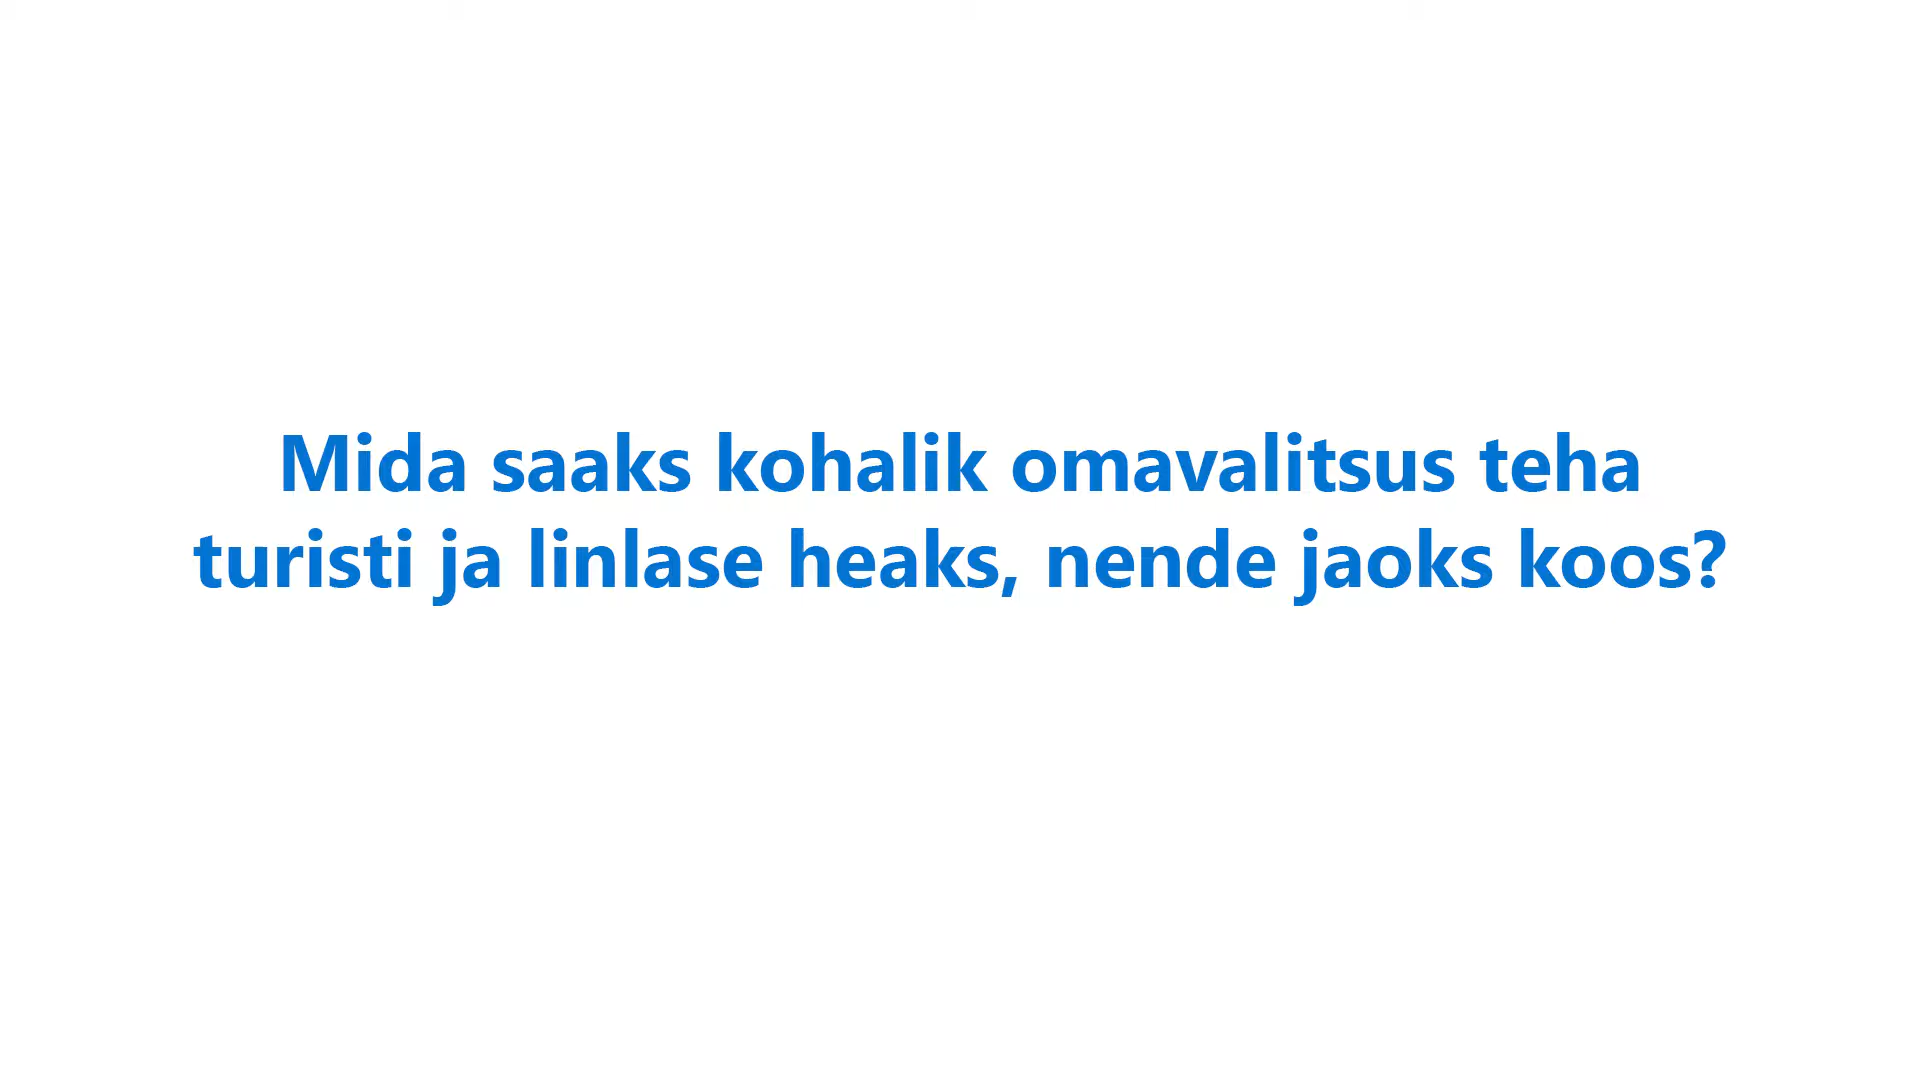 Mida saaks kohalik omavalitsus teha
turisti ja linlase heaks, nende jaoks koos?